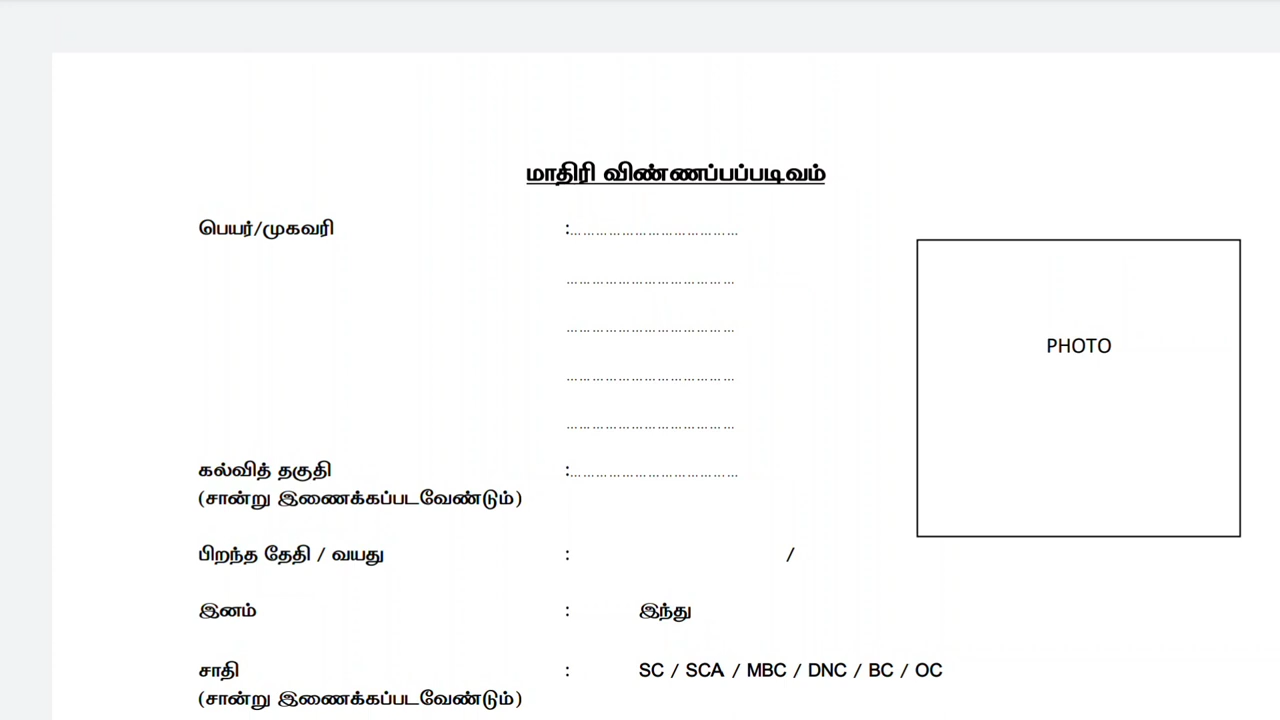 மாதிரி விண்ணப்பப்படிவம்
பெயர்/முகவரி :.......................................
.......................................
.......................................
PHOTO
.......................................
.......................................
கல்வித் தகுதி :.......................................
(சான்று இணைக்கப்படவேண்டும்)
பிறந்த தேதி / வயது : /
இனம் : இந்து
சாதி : SC / SCA / MBC / DNC / BC / OC
(சான்று இணைக்கப்படவேண்டும்)